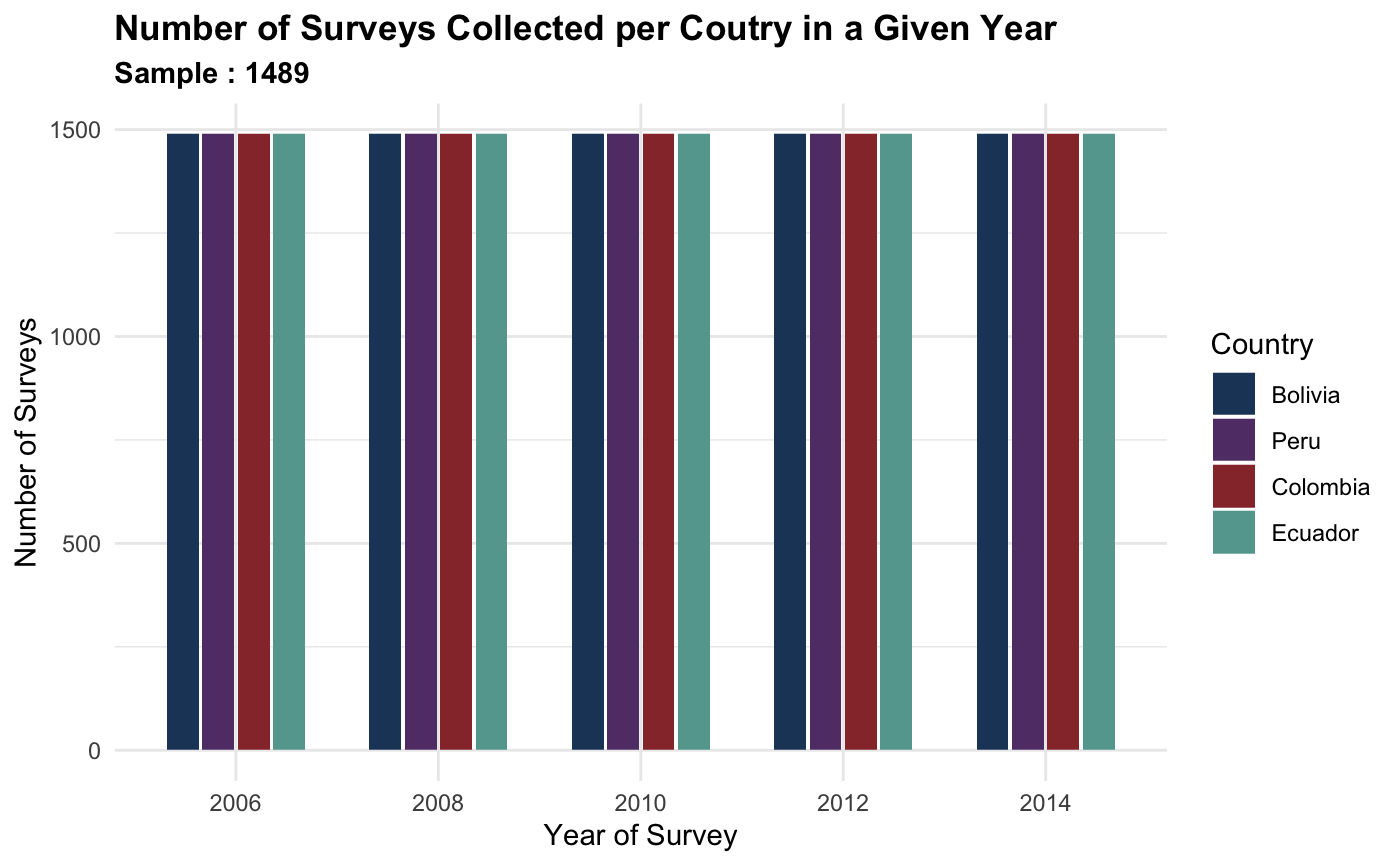 Number of Surveys Collected per Coutry in a Given Year
Sample : 1489
1500
1000
500
0
Number of Surveys
2006 2008 2010 2012 2014
Year of Survey
Country
Bolivia
Peru
Colombia
Ecuador